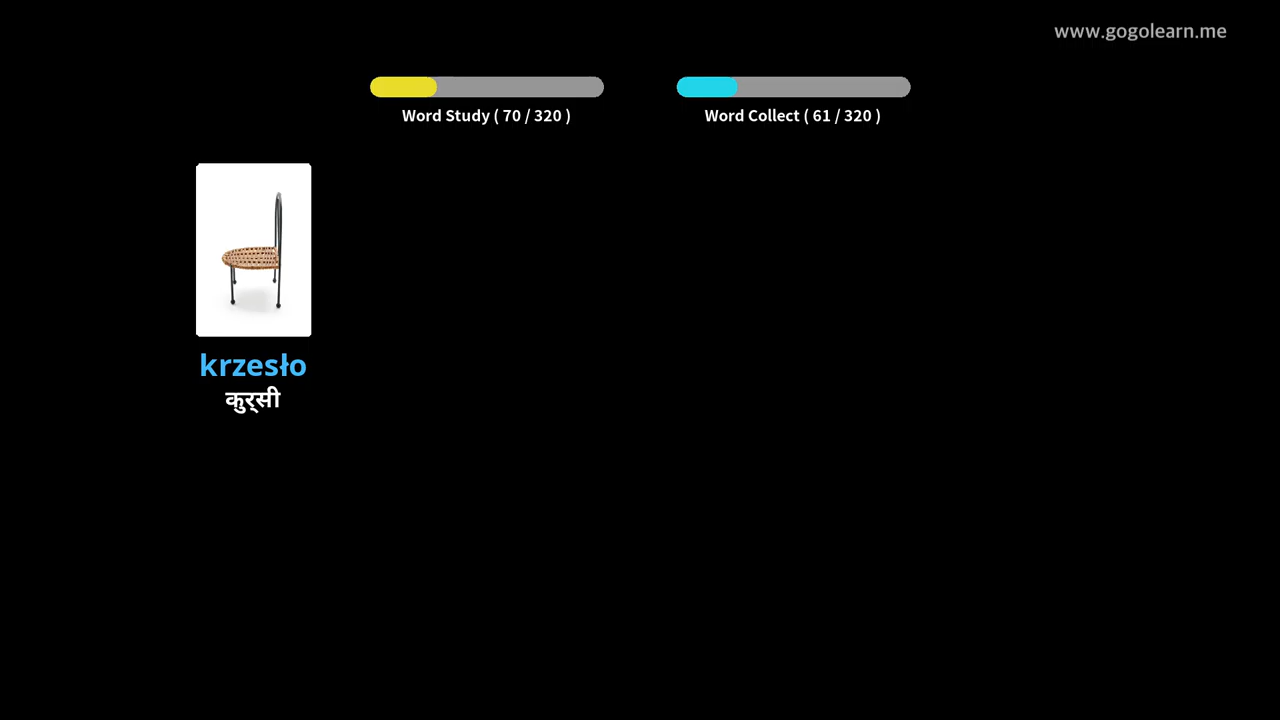 www.gogolearn.me
Word Study ( 70 / 320 )
Word Collect ( 61 / 320 )
krzesło
कुर्सी